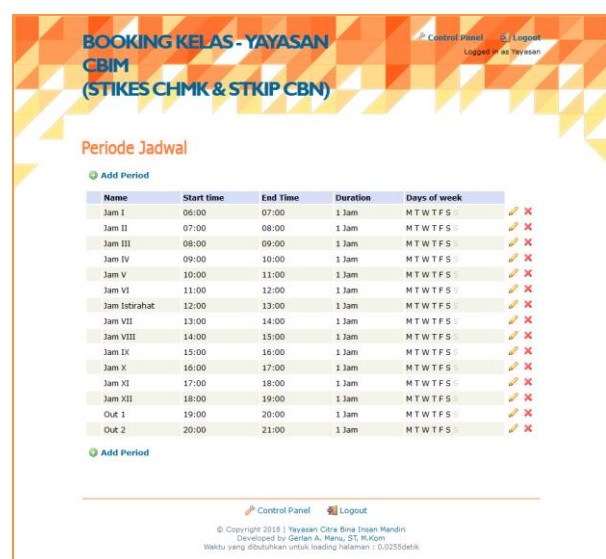 BOOKING KELAS - YAYASAN
CBIM
(STIKES CHMK & STKIP CBN)
Control Panel Logout
Logged in as Yayasan
Periode Jadwal
Add Period
Name Start time End Time Duration Days of week
Jam I 06:00 07:00 1 Jam M T W T F S S
Jam II 07:00 08:00 1 Jam M T W T F S S
Jam III 08:00 09:00 1 Jam M T W T F S S
Jam IV 09:00 10:00 1 Jam M T W T F S S
Jam V 10:00 11:00 1 Jam M T W T F S S
Jam VI 11:00 12:00 1 Jam M T W T F S S
Jam Istirahat 12:00 13:00 1 Jam M T W T F S S
Jam VII 13:00 14:00 1 Jam M T W T F S S
Jam VIII 14:00 15:00 1 Jam M T W T F S S
Jam IX 15:00 16:00 1 Jam M T W T F S S
Jam X 16:00 17:00 1 Jam M T W T F S S
Jam XI 17:00 18:00 1 Jam M T W T F S S
Jam XII 18:00 19:00 1 Jam M T W T F S S
Out 1 19:00 20:00 1 Jam M T W T F S S
Out 2 20:00 21:00 1 Jam M T W T F S S
Add Period
Control Panel Logout
© Copyright 2018 | Yayasan Citra Bina Insan Mandiri
Developed by Gerlan A. Manu, ST, M.Kom
Waktu yang dibutuhkan untuk loading halaman : 0.0255detik